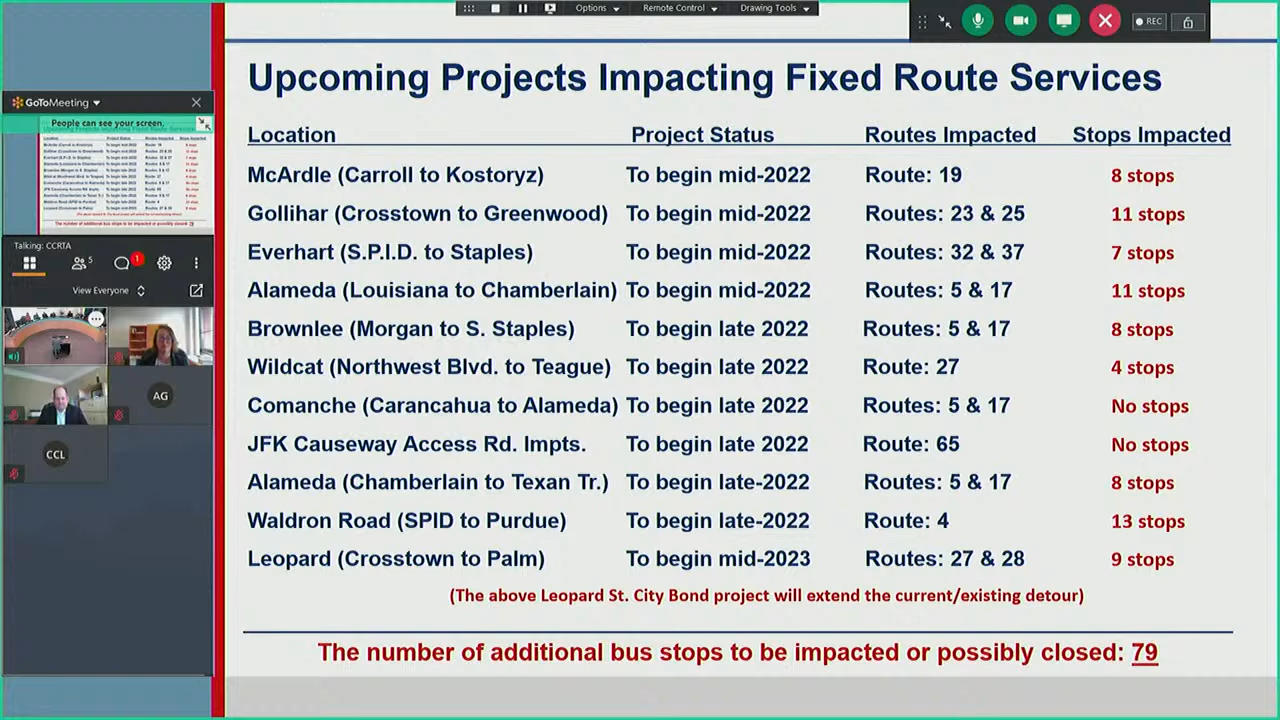 Options
Remote Control
Drawing Tools
REC
GoToMeeting
People can see your screen.
Talking: CCRTA
5
1
View Everyone
AG
CCL
Upcoming Projects Impacting Fixed Route Services
Location Project Status Routes Impacted Stops Impacted
McArdle (Carroll to Kostoryz) To begin mid-2022 Route: 19 8 stops
Gollihar (Crosstown to Greenwood) To begin mid-2022 Routes: 23 & 25 11 stops
Everhart (S.P.I.D. to Staples) To begin mid-2022 Routes: 32 & 37 7 stops
Alameda (Louisiana to Chamberlain) To begin mid-2022 Routes: 5 & 17 11 stops
Brownlee (Morgan to S. Staples) To begin late 2022 Routes: 5 & 17 8 stops
Wildcat (Northwest Blvd. to Teague) To begin late 2022 Route: 27 4 stops
Comanche (Carancahua to Alameda) To begin late 2022 Routes: 5 & 17 No stops
JFK Causeway Access Rd. Impts. To begin late 2022 Route: 65 No stops
Alameda (Chamberlain to Texan Tr.) To begin late-2022 Routes: 5 & 17 8 stops
Waldron Road (SPID to Purdue) To begin late-2022 Route: 4 13 stops
Leopard (Crosstown to Palm) To begin mid-2023 Routes: 27 & 28 9 stops
(The above Leopard St. City Bond project will extend the current/existing detour)
The number of additional bus stops to be impacted or possibly closed: 79